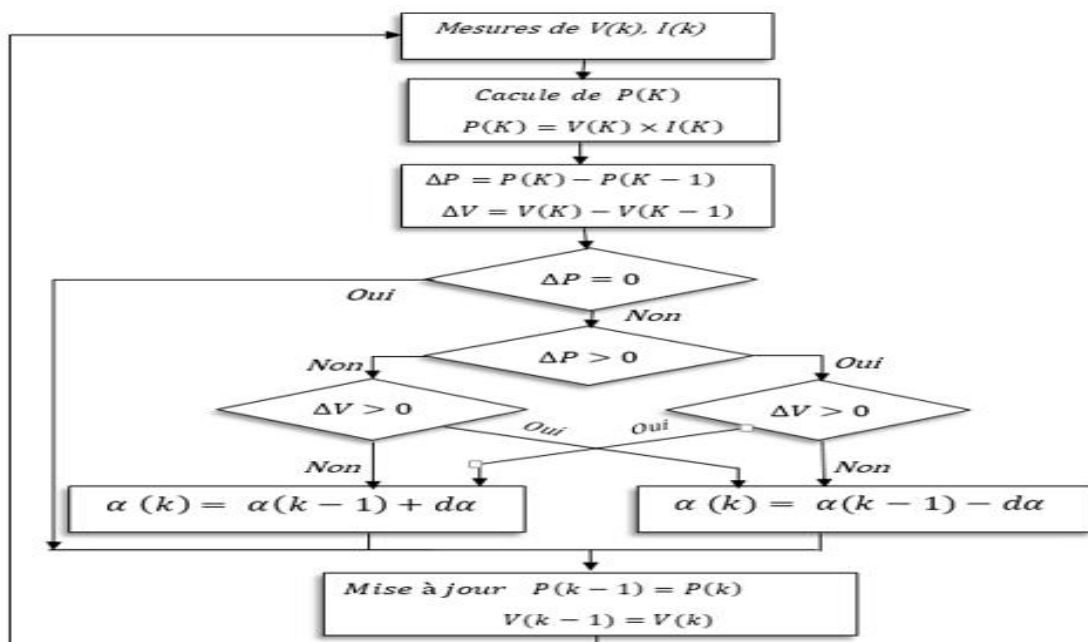 Mesures de V(k), I(k)
Cacule de P(K)
P(K) = V(K) × I(K)
ΔP = P(K) − P(K − 1)
ΔV = V(K) − V(K − 1)
ΔP = 0
Oui
Non
ΔP > 0
Non
Oui
ΔV > 0
ΔV > 0
Oui
Oui
Non
Non
α (k) = α(k − 1) + dα
α (k) = α(k − 1) − dα
Mise à jour P(k − 1) = P(k)
V(k − 1) = V(k)